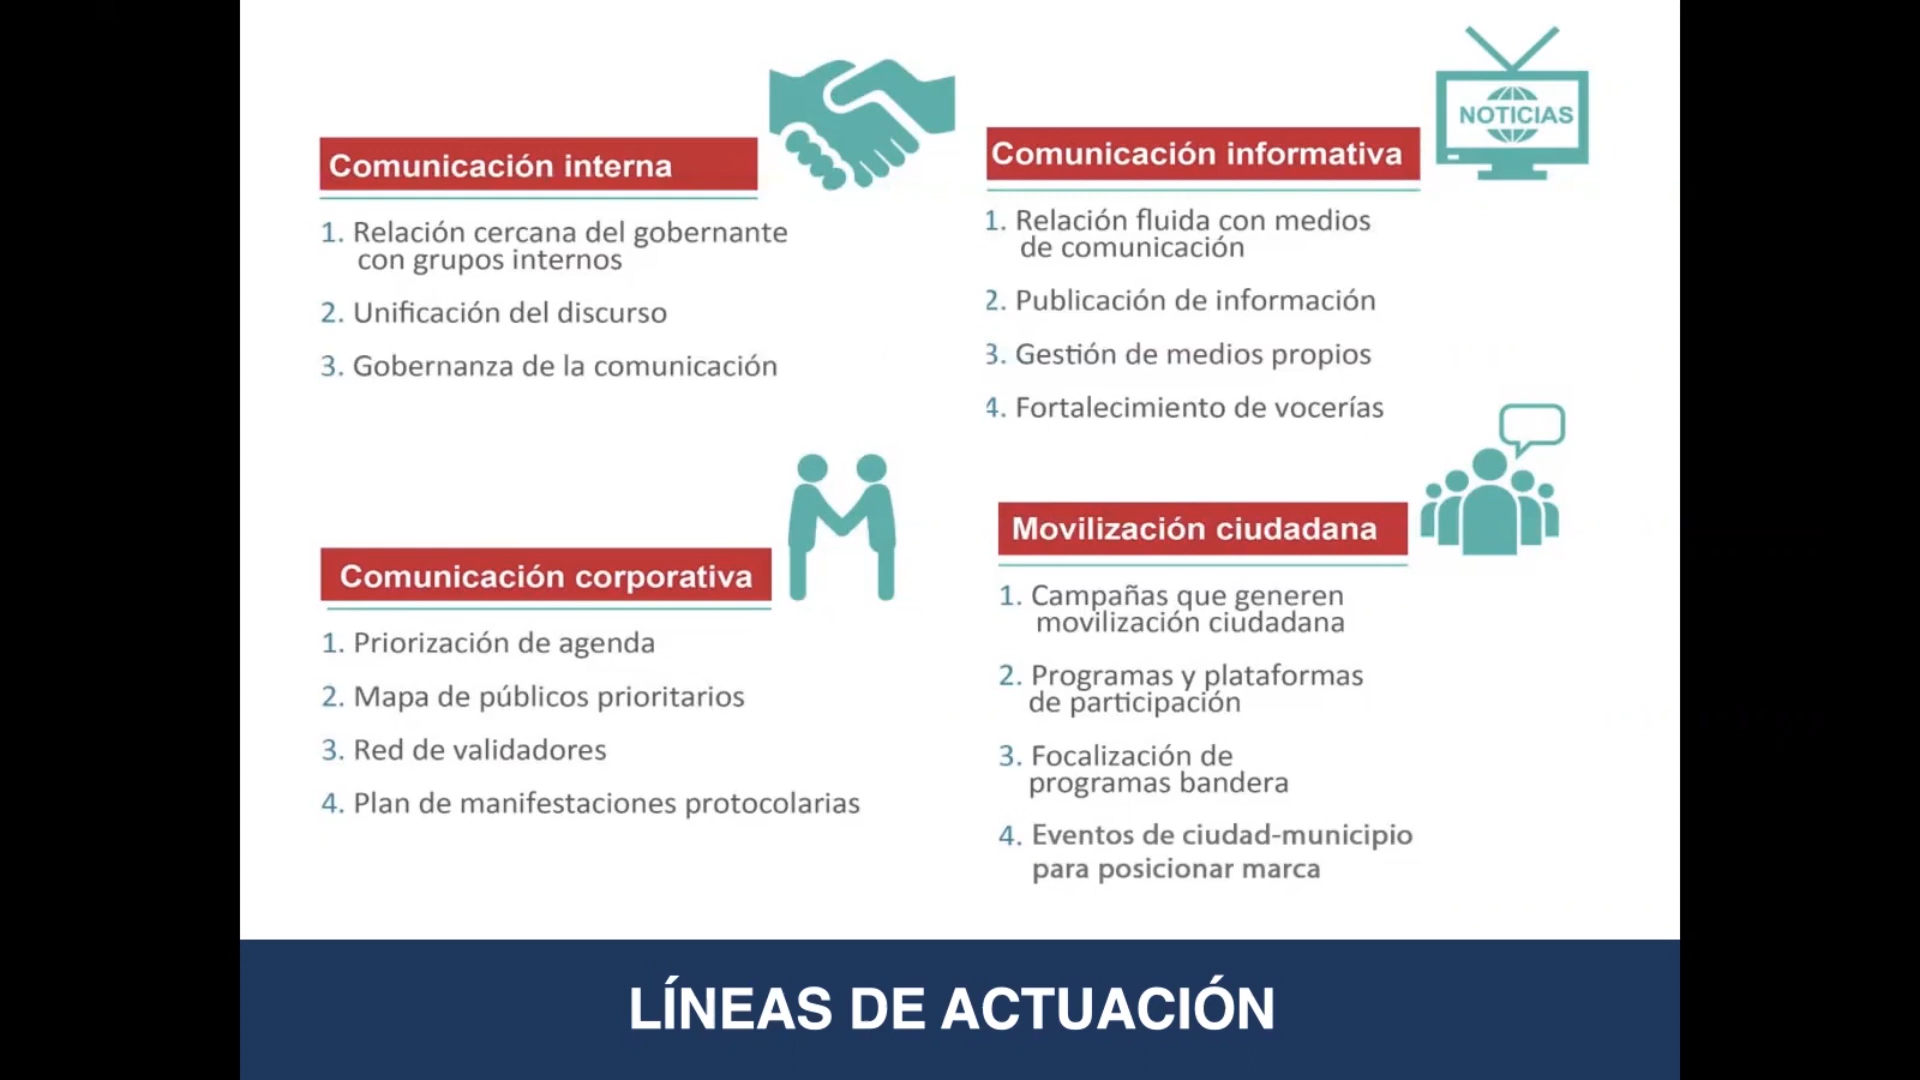 Comunicación interna
1. Relación cercana del gobernante
con grupos internos
2. Unificación del discurso
3. Gobernanza de la comunicación
NOTICIAS
Comunicación informativa
1. Relación fluida con medios
de comunicación
2. Publicación de información
3. Gestión de medios propios
4. Fortalecimiento de vocerías
Comunicación corporativa
1. Priorización de agenda
2. Mapa de públicos prioritarios
3. Red de validadores
4. Plan de manifestaciones protocolarias
Movilización ciudadana
1. Campañas que generen
movilización ciudadana
2. Programas y plataformas
de participación
3. Focalización de
programas bandera
4. Eventos de ciudad-municipio
para posicionar marca
LÍNEAS DE ACTUACIÓN